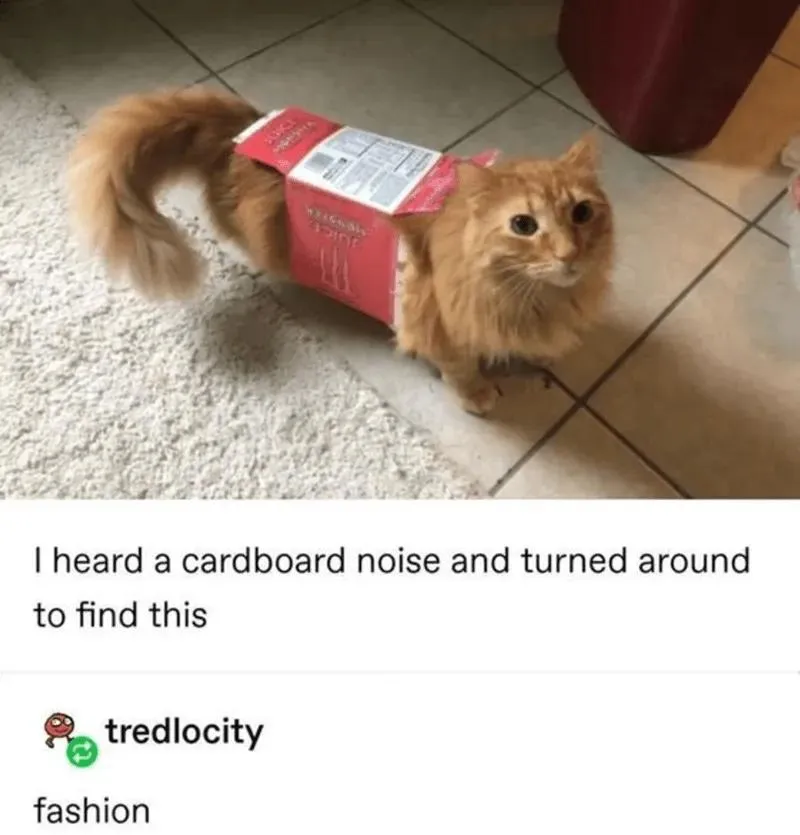 I heard a cardboard noise and turned around
to find this
tredlocity
fashion